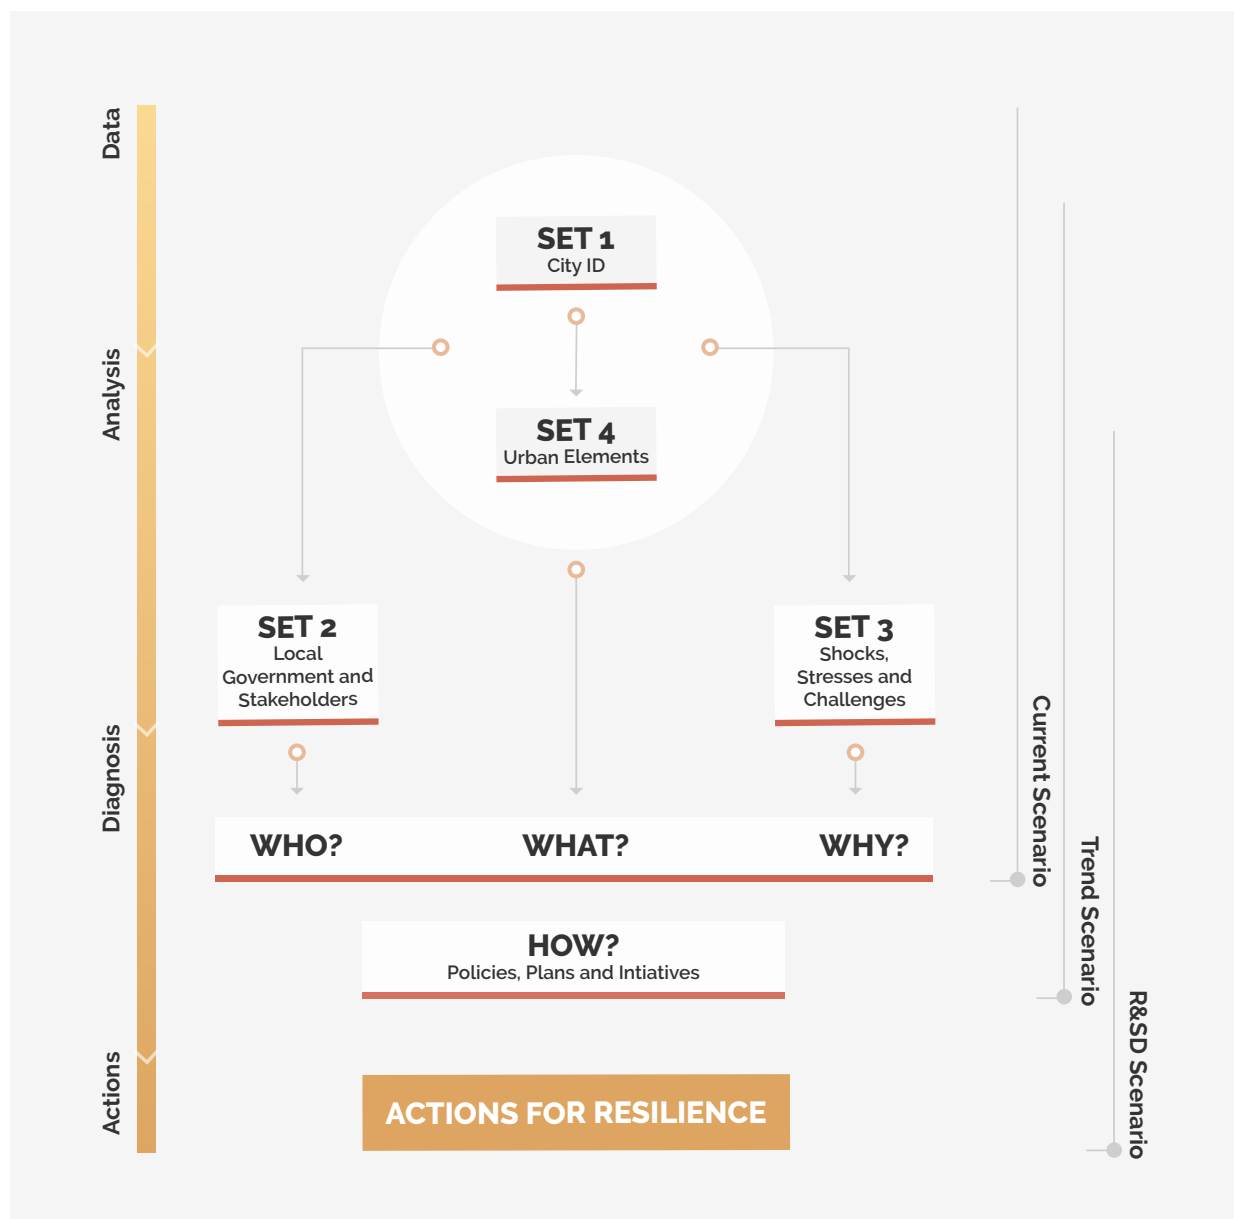 Data
Analysis
Diagnosis
Actions
SET 1
City ID
SET 4
Urban Elements
SET 2
Local
Government and
Stakeholders
SET 3
Shocks,
Stresses and
Challenges
WHO?
WHAT?
WHY?
HOW?
Policies, Plans and Intiatives
ACTIONS FOR RESILIENCE
Current Scenario
Trend Scenario
R&SD Scenario